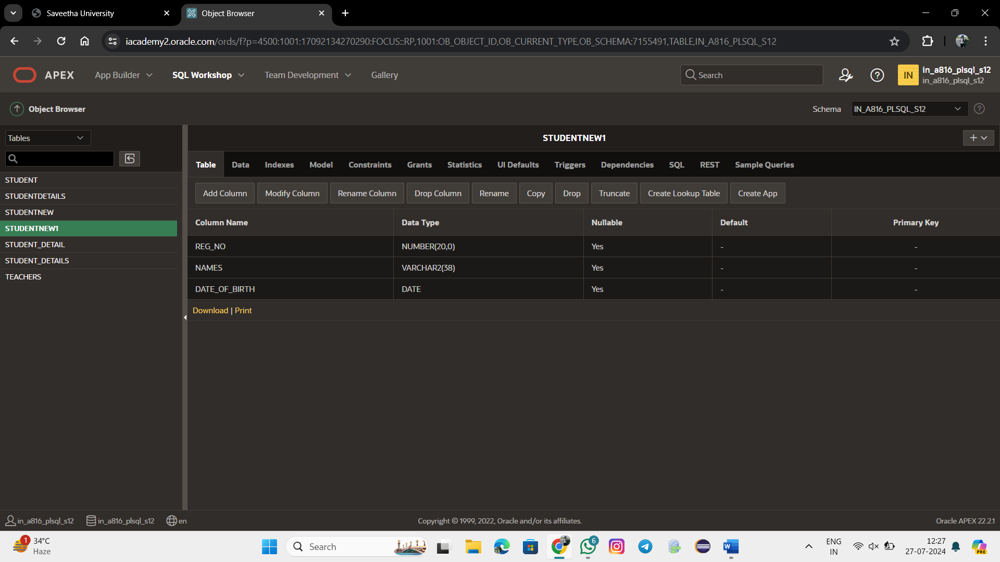 Saveetha University
Object Browser
iacademy2.oracle.com/ords/f?p=4500:1001:17092134270290:FOCUS::RP,1001:OB_OBJECT_ID,OB_CURRENT_TYPE,OB_SCHEMA:7155491,TABLE,IN_A816_PLSQL_S12
APEX App Builder SQL Workshop Team Development Gallery Search IN in_a816_plsql_s12
in_a816_plsql_s12
Object Browser Schema IN_A816_PLSQL_S12
Tables
STUDENTNEW1
Table Data Indexes Model Constraints Grants Statistics UI Defaults Triggers Dependencies SQL REST Sample Queries
STUDENT
STUDENTDETAILS
STUDENTNEW
STUDENTNEW1
STUDENT_DETAIL
STUDENT_DETAILS
TEACHERS
Add Column Modify Column Rename Column Drop Column Rename Copy Drop Truncate Create Lookup Table Create App
Column Name Data Type Nullable Default Primary Key
REG_NO NUMBER(20,0) Yes - -
NAMES VARCHAR2(38) Yes - -
DATE_OF_BIRTH DATE Yes - -
Download | Print
in_a816_plsql_s12 in_a816_plsql_s12 en Copyright © 1999, 2022, Oracle and/or its affiliates. Oracle APEX 22.2.1
1 34°C
Haze
Search
6
W
ENG
IN
12:27
27-07-2024
PRE